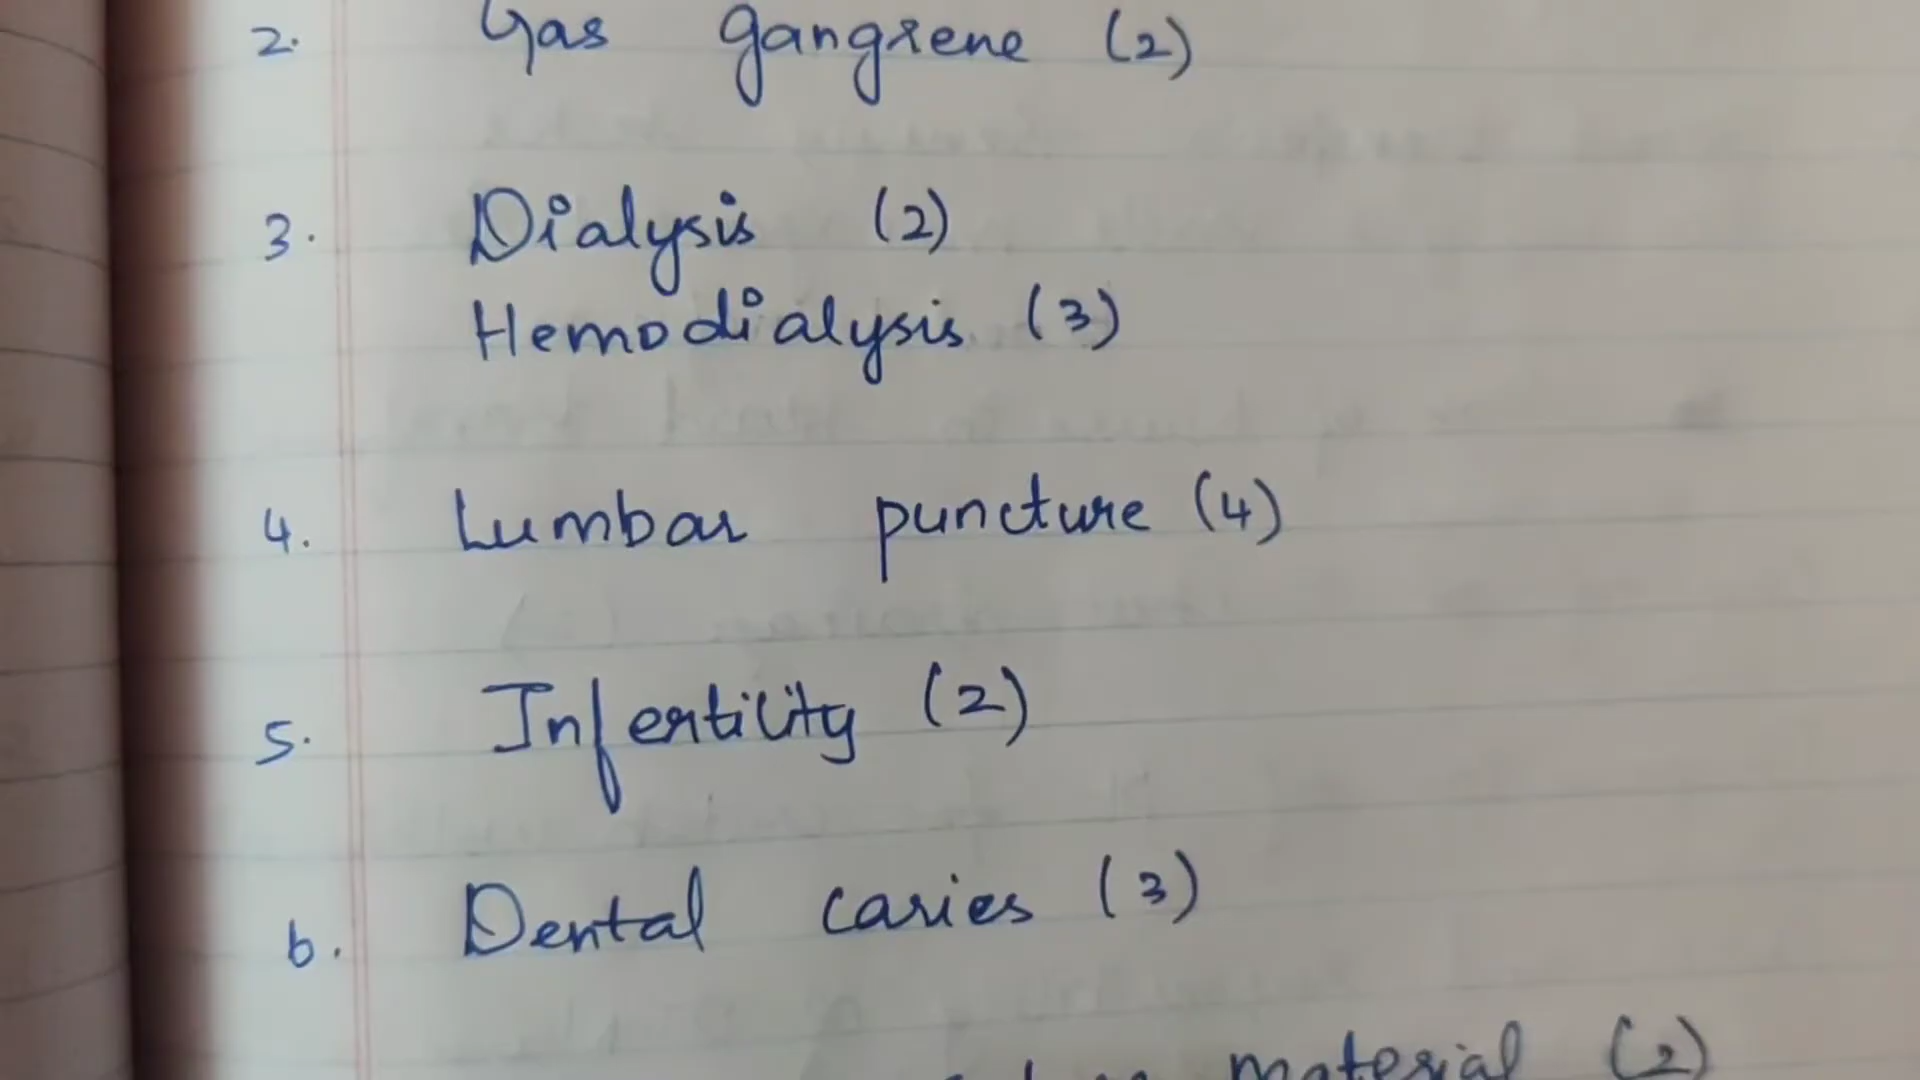 2. Gas gangrene (2)
3. Dialysis (2)
Hemodialysis (3)
4. Lumbar puncture (4)
5. Infertility (2)
6. Dental caries (3)
material (2)